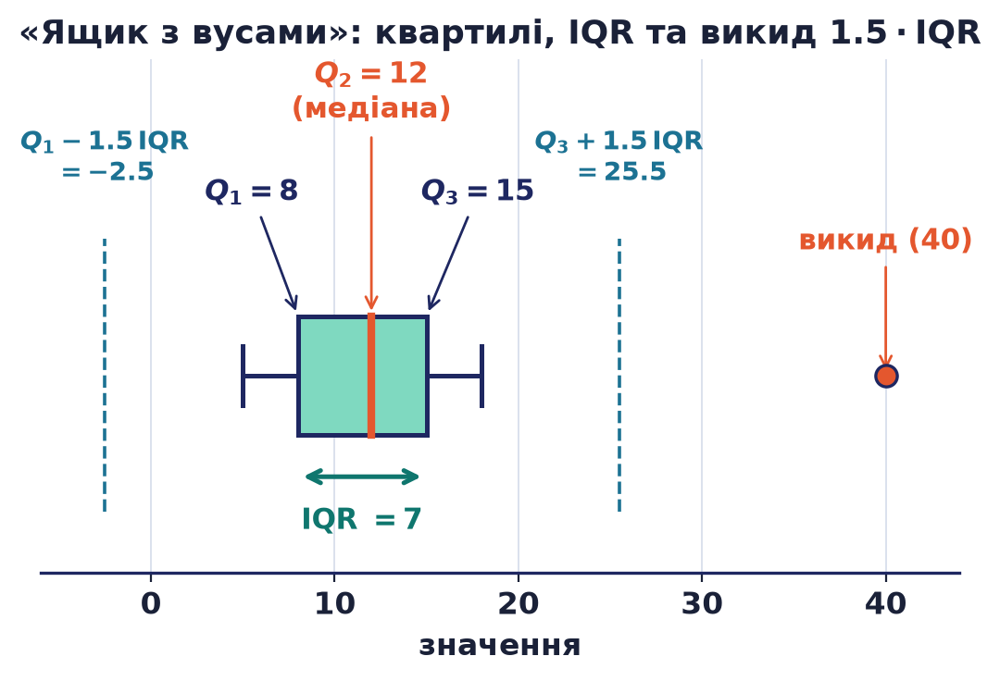 «Ящик з вусами»: квартилі, IQR та викид 1.5 · IQR
Q₂ = 12
(медіана)
Q₁ − 1.5 IQR
= −2.5
Q₃ + 1.5 IQR
= 25.5
Q₁ = 8
Q₃ = 15
викид (40)
IQR = 7
0 10 20 30 40
значення